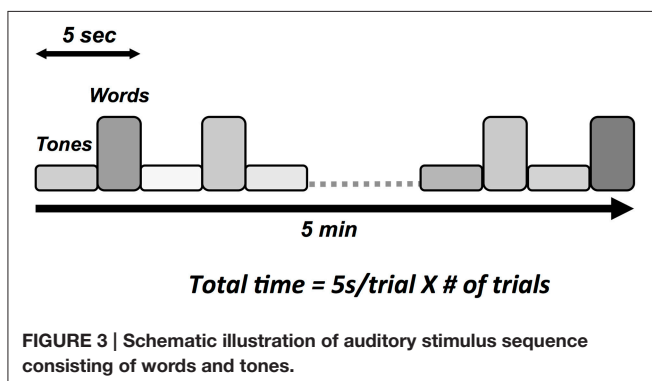 5 sec
Words
Tones
5 min
Total time = 5s/trial X # of trials
FIGURE 3 | Schematic illustration of auditory stimulus sequence
consisting of words and tones.